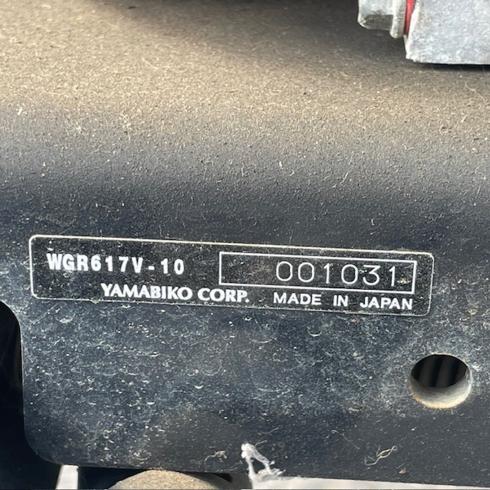 WGR617V-10 001031
YAMABIKO CORP. MADE IN JAPAN